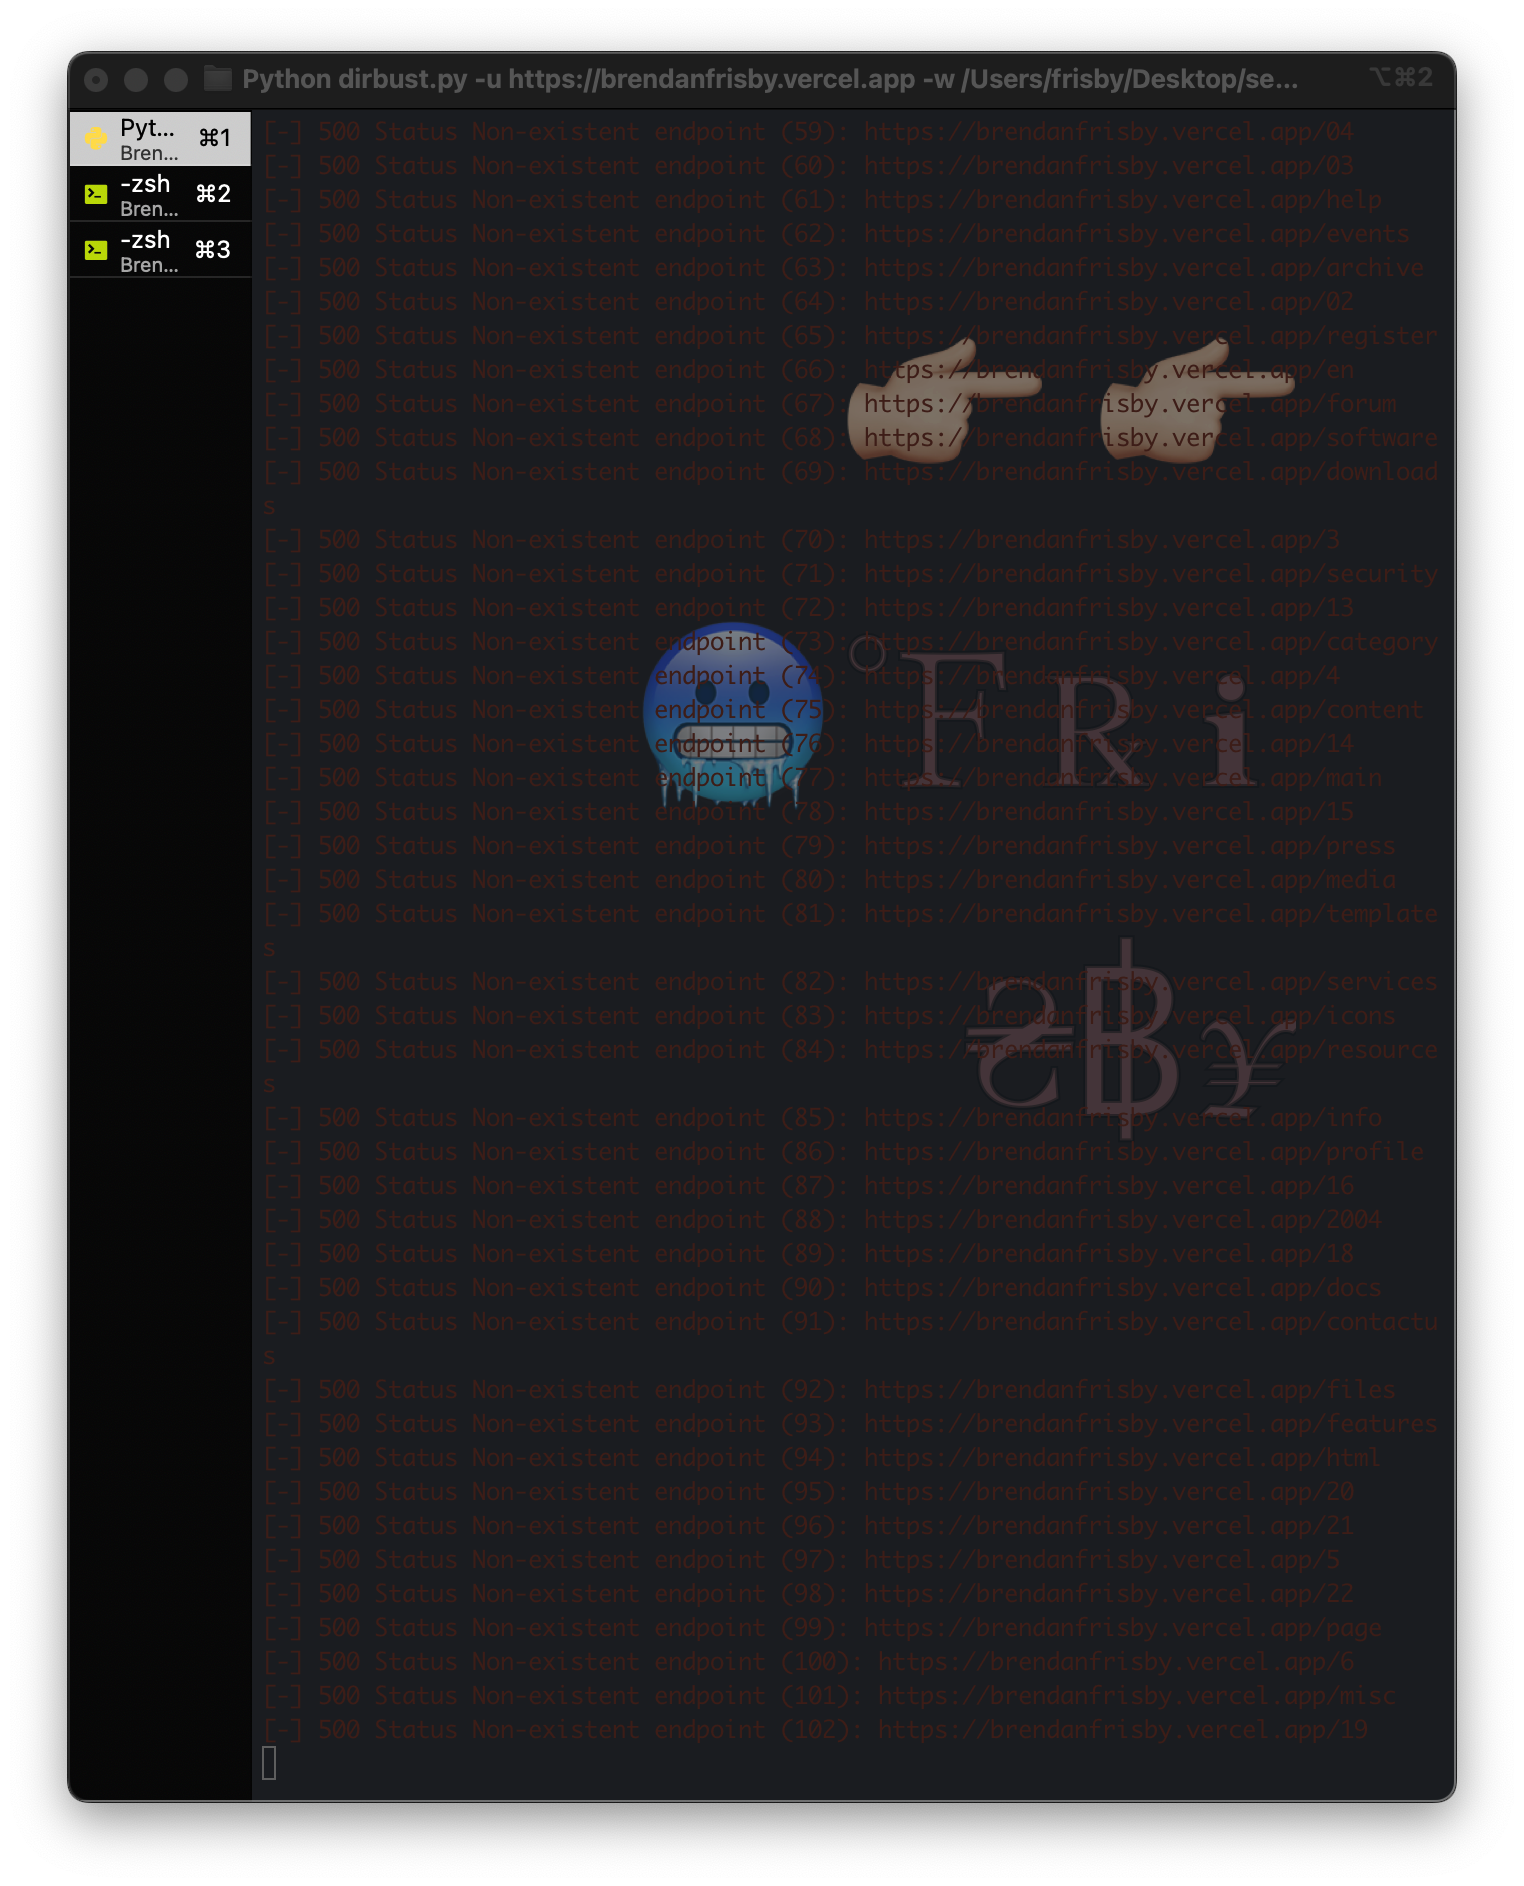 Python dirbust.py -u https://brendanfrisby.vercel.app -w /Users/frisby/Desktop/se... ⌥⌘2
Pyt... ⌘1
Bren...
-zsh ⌘2
Bren...
-zsh ⌘3
Bren...
[-] 500 Status Non-existent endpoint (59): https://brendanfrisby.vercel.app/04
[-] 500 Status Non-existent endpoint (60): https://brendanfrisby.vercel.app/03
[-] 500 Status Non-existent endpoint (61): https://brendanfrisby.vercel.app/help
[-] 500 Status Non-existent endpoint (62): https://brendanfrisby.vercel.app/events
[-] 500 Status Non-existent endpoint (63): https://brendanfrisby.vercel.app/archive
[-] 500 Status Non-existent endpoint (64): https://brendanfrisby.vercel.app/02
[-] 500 Status Non-existent endpoint (65): https://brendanfrisby.vercel.app/register
[-] 500 Status Non-existent endpoint (66): https://brendanfrisby.vercel.app/en
[-] 500 Status Non-existent endpoint (67): https://brendanfrisby.vercel.app/forum
[-] 500 Status Non-existent endpoint (68): https://brendanfrisby.vercel.app/software
[-] 500 Status Non-existent endpoint (69): https://brendanfrisby.vercel.app/download
s
[-] 500 Status Non-existent endpoint (70): https://brendanfrisby.vercel.app/3
[-] 500 Status Non-existent endpoint (71): https://brendanfrisby.vercel.app/security
[-] 500 Status Non-existent endpoint (72): https://brendanfrisby.vercel.app/13
[-] 500 Status Non-existent endpoint (73): https://brendanfrisby.vercel.app/category
[-] 500 Status Non-existent endpoint (74): https://brendanfrisby.vercel.app/4
[-] 500 Status Non-existent endpoint (75): https://brendanfrisby.vercel.app/content
[-] 500 Status Non-existent endpoint (76): https://brendanfrisby.vercel.app/14
[-] 500 Status Non-existent endpoint (77): https://brendanfrisby.vercel.app/main
[-] 500 Status Non-existent endpoint (78): https://brendanfrisby.vercel.app/15
[-] 500 Status Non-existent endpoint (79): https://brendanfrisby.vercel.app/press
[-] 500 Status Non-existent endpoint (80): https://brendanfrisby.vercel.app/media
[-] 500 Status Non-existent endpoint (81): https://brendanfrisby.vercel.app/template
s
[-] 500 Status Non-existent endpoint (82): https://brendanfrisby.vercel.app/services
[-] 500 Status Non-existent endpoint (83): https://brendanfrisby.vercel.app/icons
[-] 500 Status Non-existent endpoint (84): https://brendanfrisby.vercel.app/resource
s
[-] 500 Status Non-existent endpoint (85): https://brendanfrisby.vercel.app/info
[-] 500 Status Non-existent endpoint (86): https://brendanfrisby.vercel.app/profile
[-] 500 Status Non-existent endpoint (87): https://brendanfrisby.vercel.app/16
[-] 500 Status Non-existent endpoint (88): https://brendanfrisby.vercel.app/2004
[-] 500 Status Non-existent endpoint (89): https://brendanfrisby.vercel.app/18
[-] 500 Status Non-existent endpoint (90): https://brendanfrisby.vercel.app/docs
[-] 500 Status Non-existent endpoint (91): https://brendanfrisby.vercel.app/contactu
s
[-] 500 Status Non-existent endpoint (92): https://brendanfrisby.vercel.app/files
[-] 500 Status Non-existent endpoint (93): https://brendanfrisby.vercel.app/features
[-] 500 Status Non-existent endpoint (94): https://brendanfrisby.vercel.app/html
[-] 500 Status Non-existent endpoint (95): https://brendanfrisby.vercel.app/20
[-] 500 Status Non-existent endpoint (96): https://brendanfrisby.vercel.app/21
[-] 500 Status Non-existent endpoint (97): https://brendanfrisby.vercel.app/5
[-] 500 Status Non-existent endpoint (98): https://brendanfrisby.vercel.app/22
[-] 500 Status Non-existent endpoint (99): https://brendanfrisby.vercel.app/page
[-] 500 Status Non-existent endpoint (100): https://brendanfrisby.vercel.app/6
[-] 500 Status Non-existent endpoint (101): https://brendanfrisby.vercel.app/misc
[-] 500 Status Non-existent endpoint (102): https://brendanfrisby.vercel.app/19
℉ R i
₴฿¥